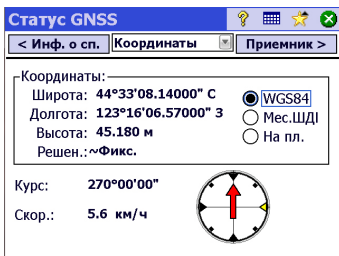 Статус GNSS
< Инф. о сп. Координаты Приемник >
Координаты:
Широта: 44°33'08.14000" С
Долгота: 123°16'06.57000" З
Высота: 45.180 м
Решен.: ~Фикс.
WGS84
Мес.ШДІ
На пл.
Курс: 270°00'00"
Скор.: 5.6 км/ч